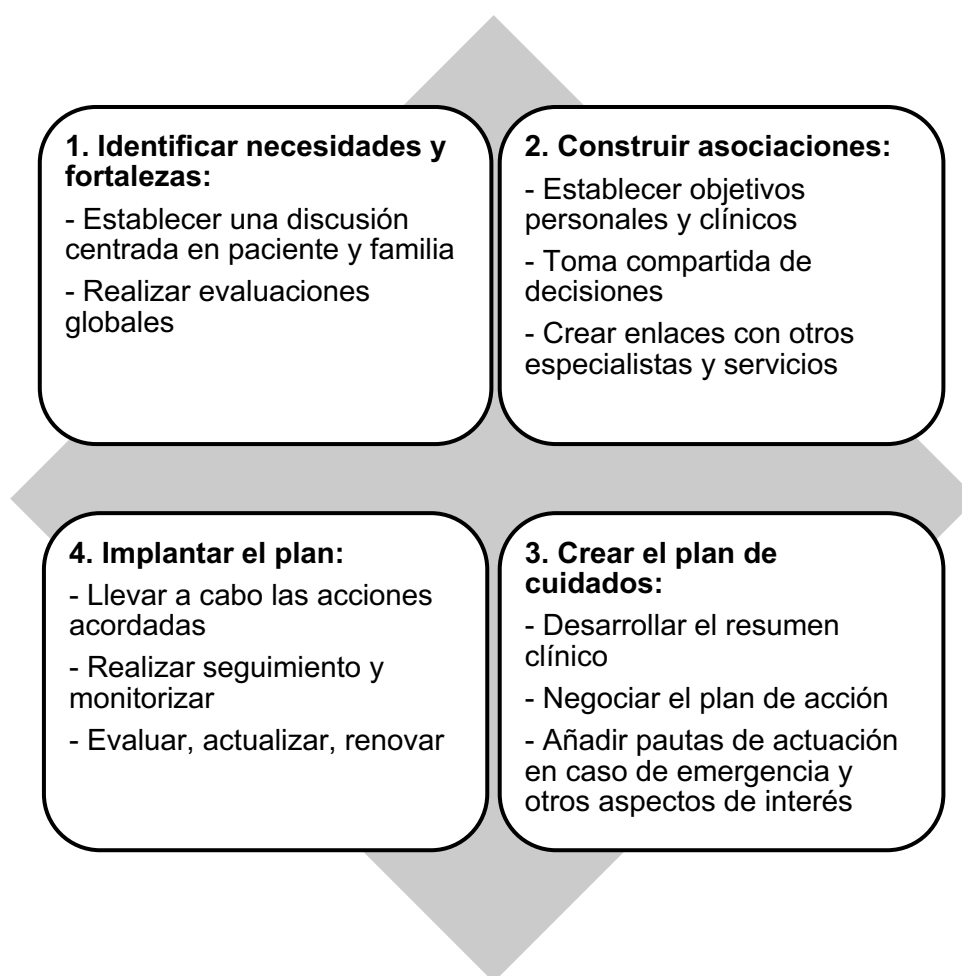 1. Identificar necesidades y
fortalezas:
- Establecer una discusión
centrada en paciente y familia
- Realizar evaluaciones
globales
2. Construir asociaciones:
- Establecer objetivos
personales y clínicos
- Toma compartida de
decisiones
- Crear enlaces con otros
especialistas y servicios
4. Implantar el plan:
- Llevar a cabo las acciones
acordadas
- Realizar seguimiento y
monitorizar
- Evaluar, actualizar, renovar
3. Crear el plan de
cuidados:
- Desarrollar el resumen
clínico
- Negociar el plan de acción
- Añadir pautas de actuación
en caso de emergencia y
otros aspectos de interés